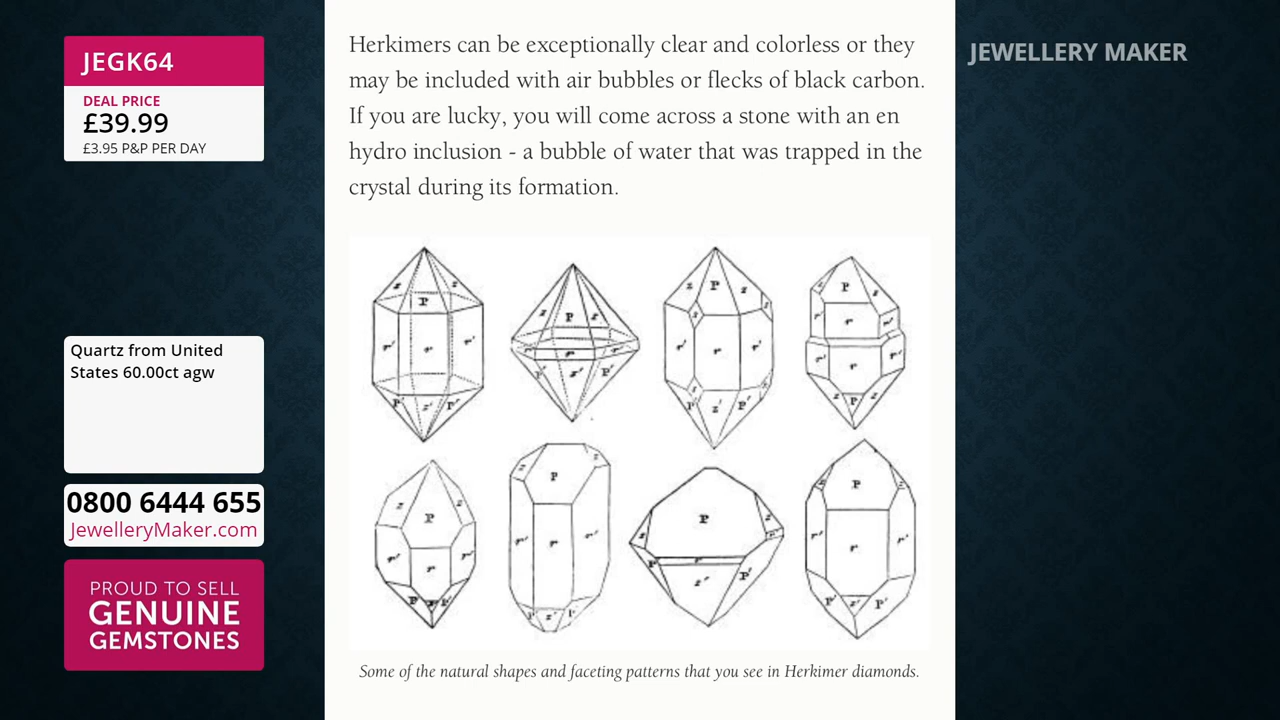 JEGK64
DEAL PRICE
£39.99
£3.95 P&P PER DAY
Quartz from United
States 60.00ct agw
0800 6444 655
JewelleryMaker.com
PROUD TO SELL
GENUINE
GEMSTONES
Herkimers can be exceptionally clear and colorless or they
may be included with air bubbles or flecks of black carbon.
If you are lucky, you will come across a stone with an en
hydro inclusion - a bubble of water that was trapped in the
crystal during its formation.
Some of the natural shapes and faceting patterns that you see in Herkimer diamonds.
JEWELLERY MAKER